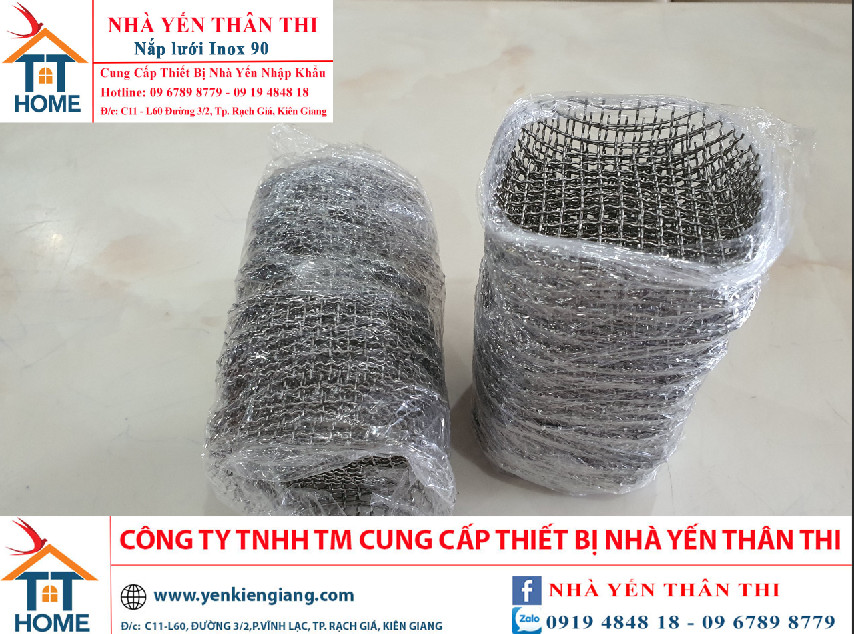 NHÀ YẾN THÂN THI
Nắp lưới Inox 90
Cung Cấp Thiết Bị Nhà Yến Nhập Khẩu
Hotline: 09 6789 8779 - 09 19 4848 18
Đ/c: C11 - L60 Đường 3/2, Tp. Rạch Giá, Kiên Giang
TT
HOME
CÔNG TY TNHH TM CUNG CẤP THIẾT BỊ NHÀ YẾN THÂN THI
TT
HOME
www.yenkiengiang.com
f NHÀ YẾN THÂN THI
Đ/c: C11-L60, ĐƯỜNG 3/2,P.VĨNH LẠC, TP. RẠCH GIÁ, KIÊN GIANG
Zalo 0919 4848 18 - 09 6789 8779